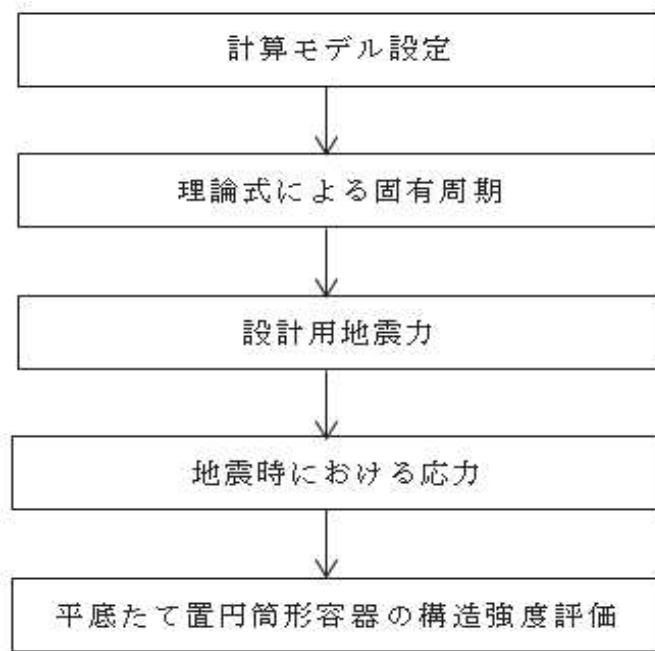 計算モデル設定
理論式による固有周期
設計用地震力
地震時における応力
平底たて置円筒形容器の構造強度評価